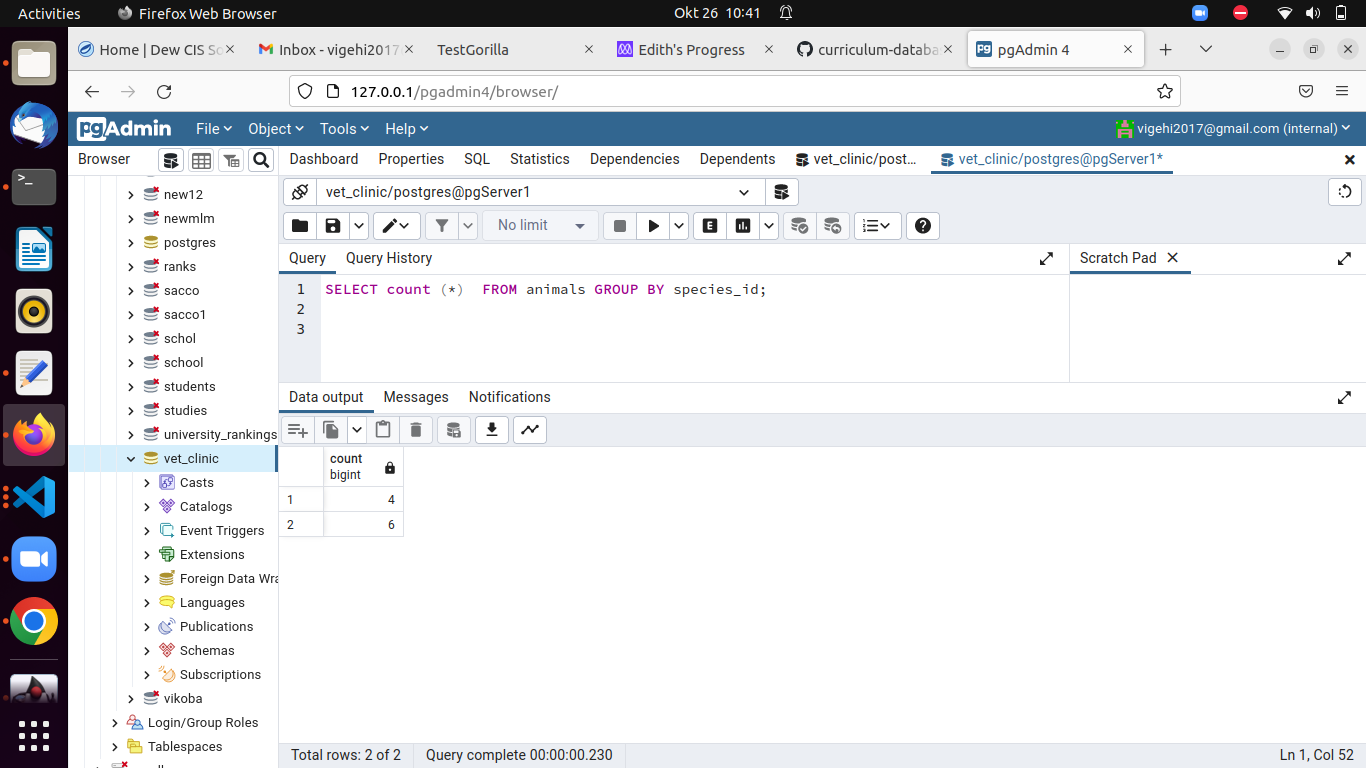 Activities
Firefox Web Browser
Okt 26 10:41
Home | Dew CIS So
Inbox - vigehi2017
TestGorilla
Edith's Progress
curriculum-databa
pgAdmin 4
127.0.0.1/pgadmin4/browser/
pgAdmin
File
Object
Tools
Help
vigehi2017@gmail.com (internal)
Browser
Dashboard
Properties
SQL
Statistics
Dependencies
Dependents
vet_clinic/post...
vet_clinic/postgres@pgServer1*
new12
newmlm
postgres
ranks
sacco
sacco1
schol
school
students
studies
university_rankings
vet_clinic
Casts
Catalogs
Event Triggers
Extensions
Foreign Data Wra
Languages
Publications
Schemas
Subscriptions
vikoba
Login/Group Roles
Tablespaces
vet_clinic/postgres@pgServer1
No limit
E
Query
Query History
Scratch Pad
1 SELECT count (*)  FROM animals GROUP BY species_id;
2
3
Data output
Messages
Notifications
count
bigint
1 4
2 6
Total rows: 2 of 2
Query complete 00:00:00.230
Ln 1, Col 52